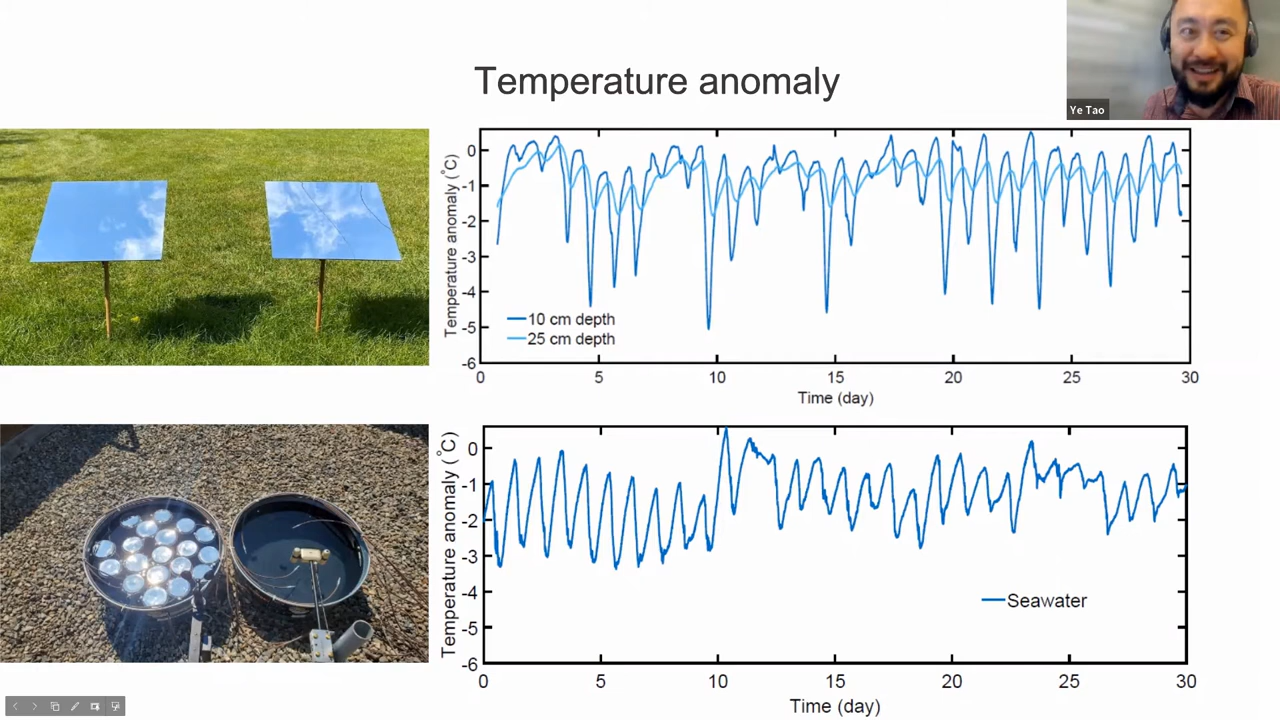 Temperature anomaly
Ye Tao
Temperature anomaly (°C)
0
-1
-2
-3
-4
-5
-6
10 cm depth
25 cm depth
0 5 10 15 20 25 30
Time (day)
Temperature anomaly (°C)
0
-1
-2
-3
-4
-5
-6
Seawater
0 5 10 15 20 25 30
Time (day)